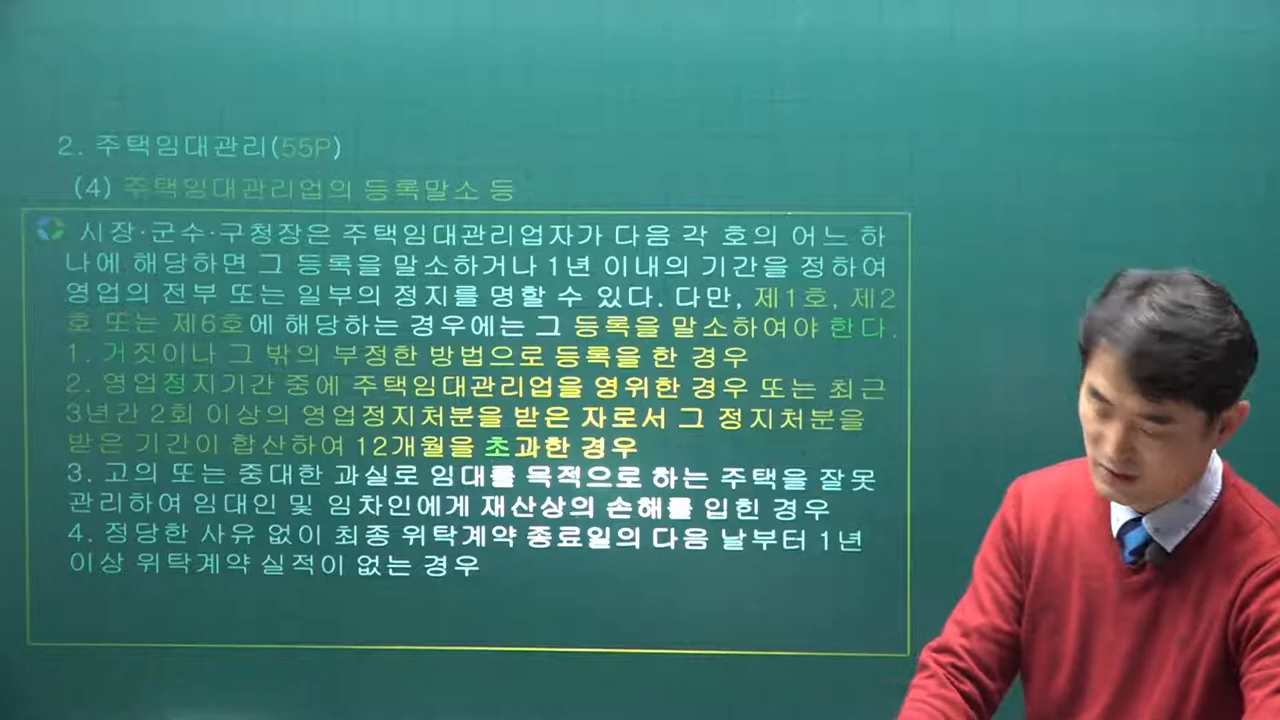 2. 주택임대관리(55P)
(4) 주택임대관리업의 등록말소 등
시장·군수·구청장은 주택임대관리업자가 다음 각 호의 어느 하
나에 해당하면 그 등록을 말소하거나 1년 이내의 기간을 정하여
영업의 전부 또는 일부의 정지를 명할 수 있다. 다만, 제1호, 제2
호 또는 제6호에 해당하는 경우에는 그 등록을 말소하여야 한다.
1. 거짓이나 그 밖의 부정한 방법으로 등록을 한 경우
2. 영업정지기간 중에 주택임대관리업을 영위한 경우 또는 최근
3년간 2회 이상의 영업정지처분을 받은 자로서 그 정지처분을
받은 기간이 합산하여 12개월을 초과한 경우
3. 고의 또는 중대한 과실로 임대를 목적으로 하는 주택을 잘못
관리하여 임대인 및 임차인에게 재산상의 손해를 입힌 경우
4. 정당한 사유 없이 최종 위탁계약 종료일의 다음 날부터 1년
이상 위탁계약 실적이 없는 경우